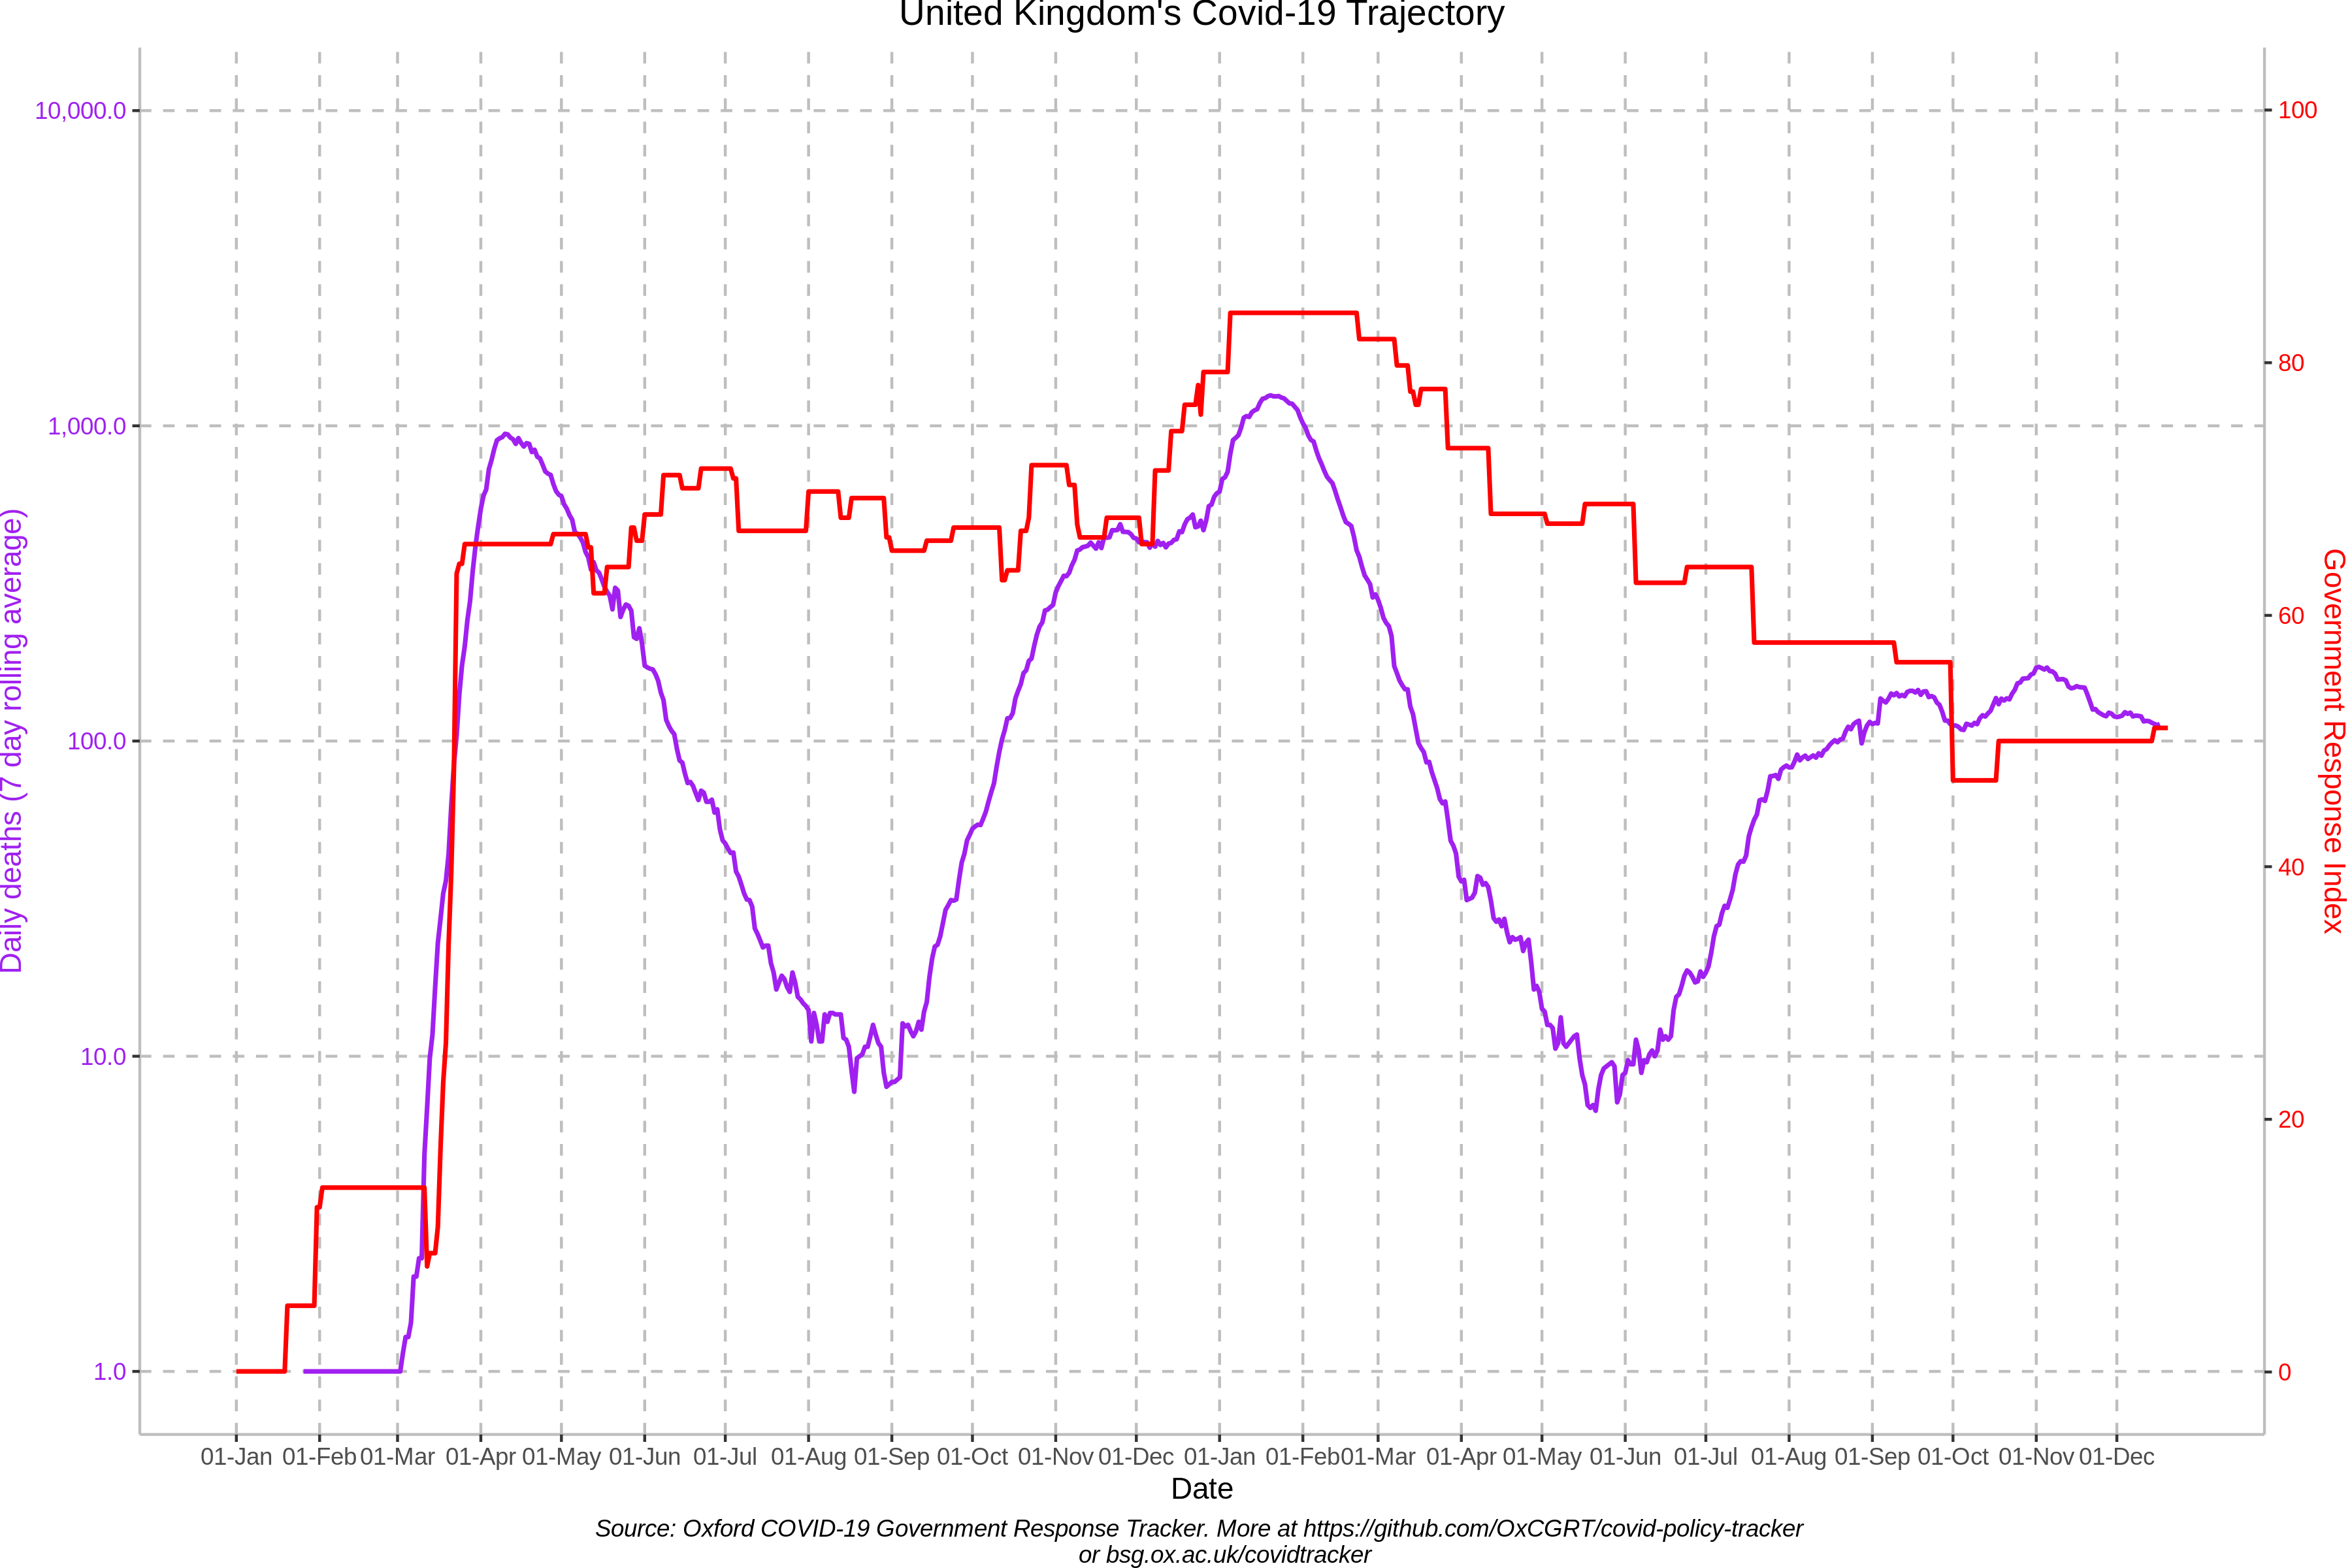 United Kingdom's Covid-19 Trajectory
10,000.0
1,000.0
100.0
10.0
1.0
Daily deaths (7 day rolling average)
100
80
60
40
20
0
Government Response Index
01-Jan 01-Feb 01-Mar 01-Apr 01-May 01-Jun 01-Jul 01-Aug 01-Sep 01-Oct 01-Nov 01-Dec 01-Jan 01-Feb 01-Mar 01-Apr 01-May 01-Jun 01-Jul 01-Aug 01-Sep 01-Oct 01-Nov 01-Dec
Date
Source: Oxford COVID-19 Government Response Tracker. More at https://github.com/OxCGRT/covid-policy-tracker
or bsg.ox.ac.uk/covidtracker